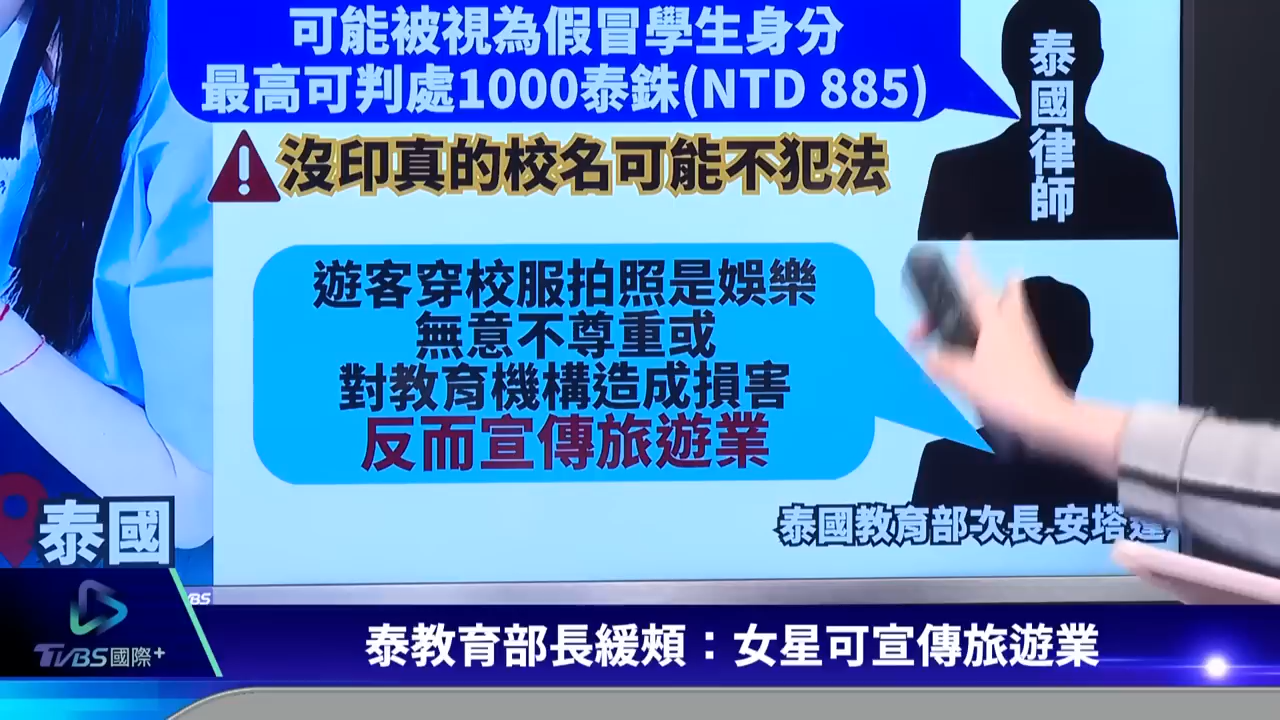 可能被視為假冒學生身分
最高可判處1000泰銖(NTD 885)
泰國律師
沒印真的校名可能不犯法
遊客穿校服拍照是娛樂
無意不尊重或
對教育機構造成損害
反而宣傳旅遊業
泰國教育部次長 安塔蓬
泰國
TVBS
TVBS國際+
泰教育部長緩頰：女星可宣傳旅遊業